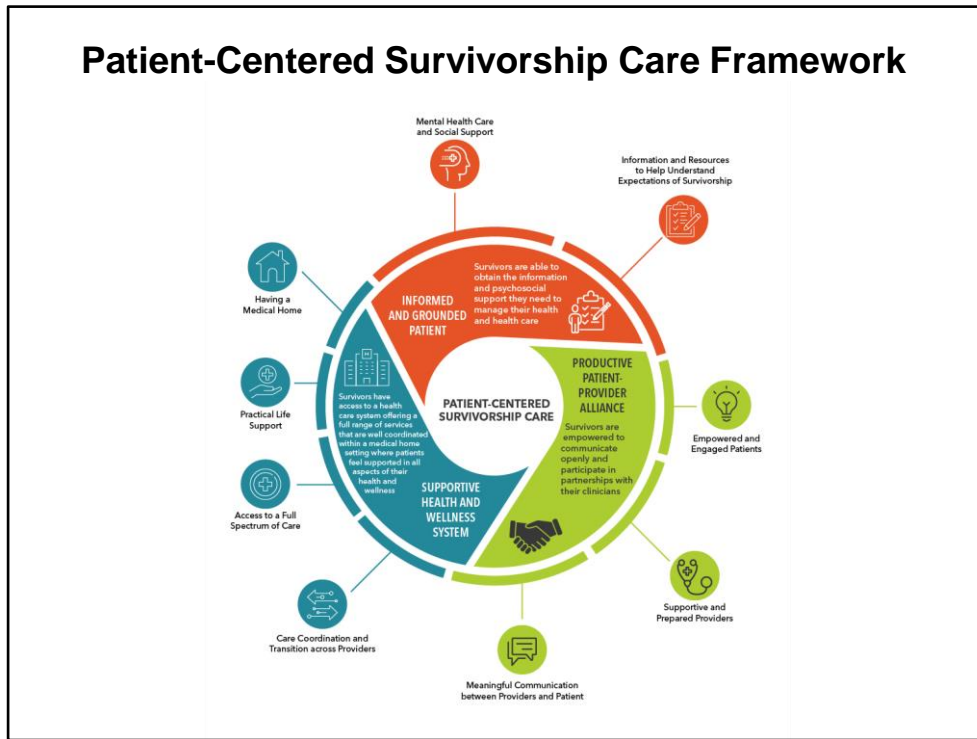 Patient-Centered Survivorship Care Framework
Mental Health Care
and Social Support
Information and Resources
to Help Understand
Expectations of Survivorship
Having a
Medical Home
Survivors are able to
obtain the information
and psychosocial
support they need to
manage their health
and health care
INFORMED
AND GROUNDED
PATIENT
Practical Life
Support
Survivors have
access to a health
care system offering a
full range of services
that are well coordinated
within a medical home
setting where patients
feel supported in all
aspects of their
health and
wellness
PATIENT-CENTERED
SURVIVORSHIP CARE
PRODUCTIVE
PATIENT-
PROVIDER
ALLIANCE
Survivors are
empowered to
communicate
openly and
participate in
partnerships with
their clinicians
Empowered and
Engaged Patients
Access to a Full
Spectrum of Care
SUPPORTIVE
HEALTH AND
WELLNESS
SYSTEM
Supportive and
Prepared Providers
Care Coordination and
Transition across Providers
Meaningful Communication
between Providers and Patient